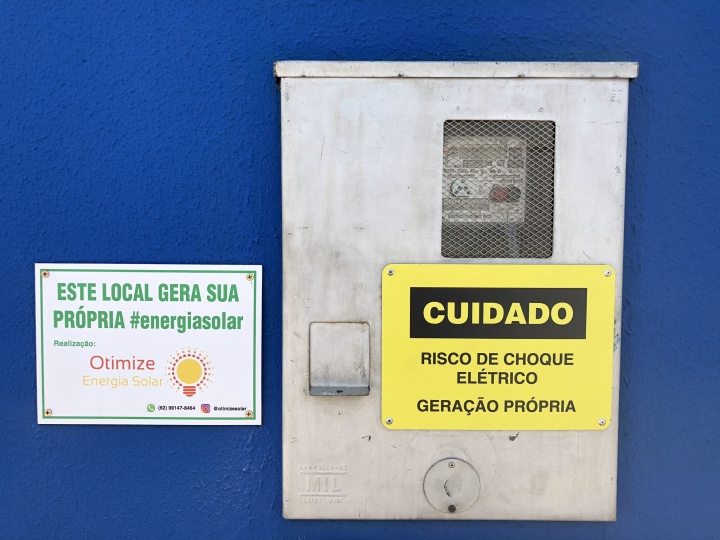 ESTE LOCAL GERA SUA
PRÓPRIA #energiasolar
Realização:
Otimize
Energia Solar
(62) 99147-8464 @otimizesolar
CUIDADO
RISCO DE CHOQUE
ELÉTRICO
GERAÇÃO PRÓPRIA
MIL